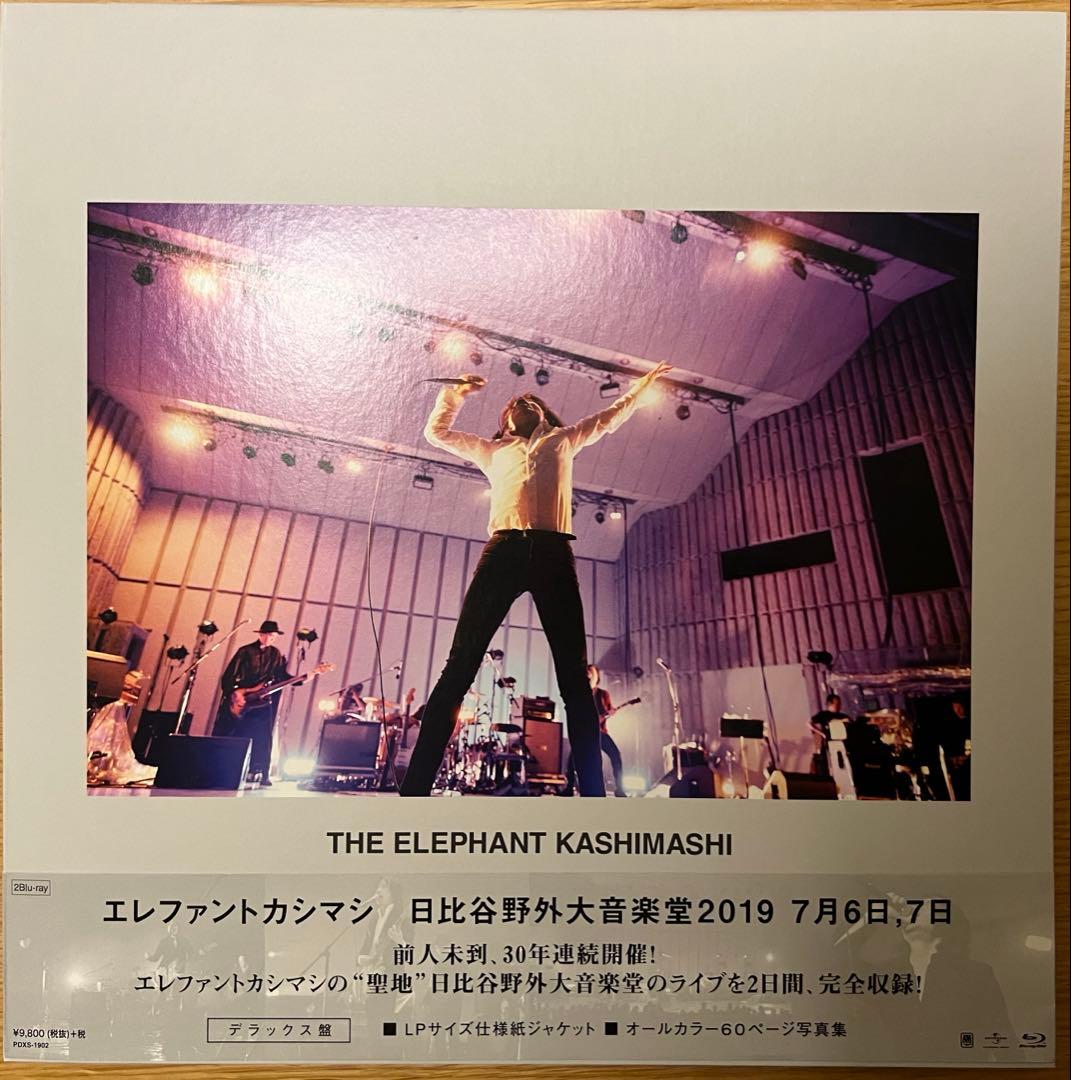 THE ELEPHANT KASHIMASHI
2Blu-ray
エレファントカシマシ 日比谷野外大音楽堂2019 7月6日,7日
前人未到、30年連続開催!
エレファントカシマシの“聖地”日比谷野外大音楽堂のライブを2日間、完全収録!
デラックス盤 ■ LPサイズ仕様紙ジャケット ■ オールカラー60ページ写真集
¥9,800 (税抜)+税
PDXS-1902